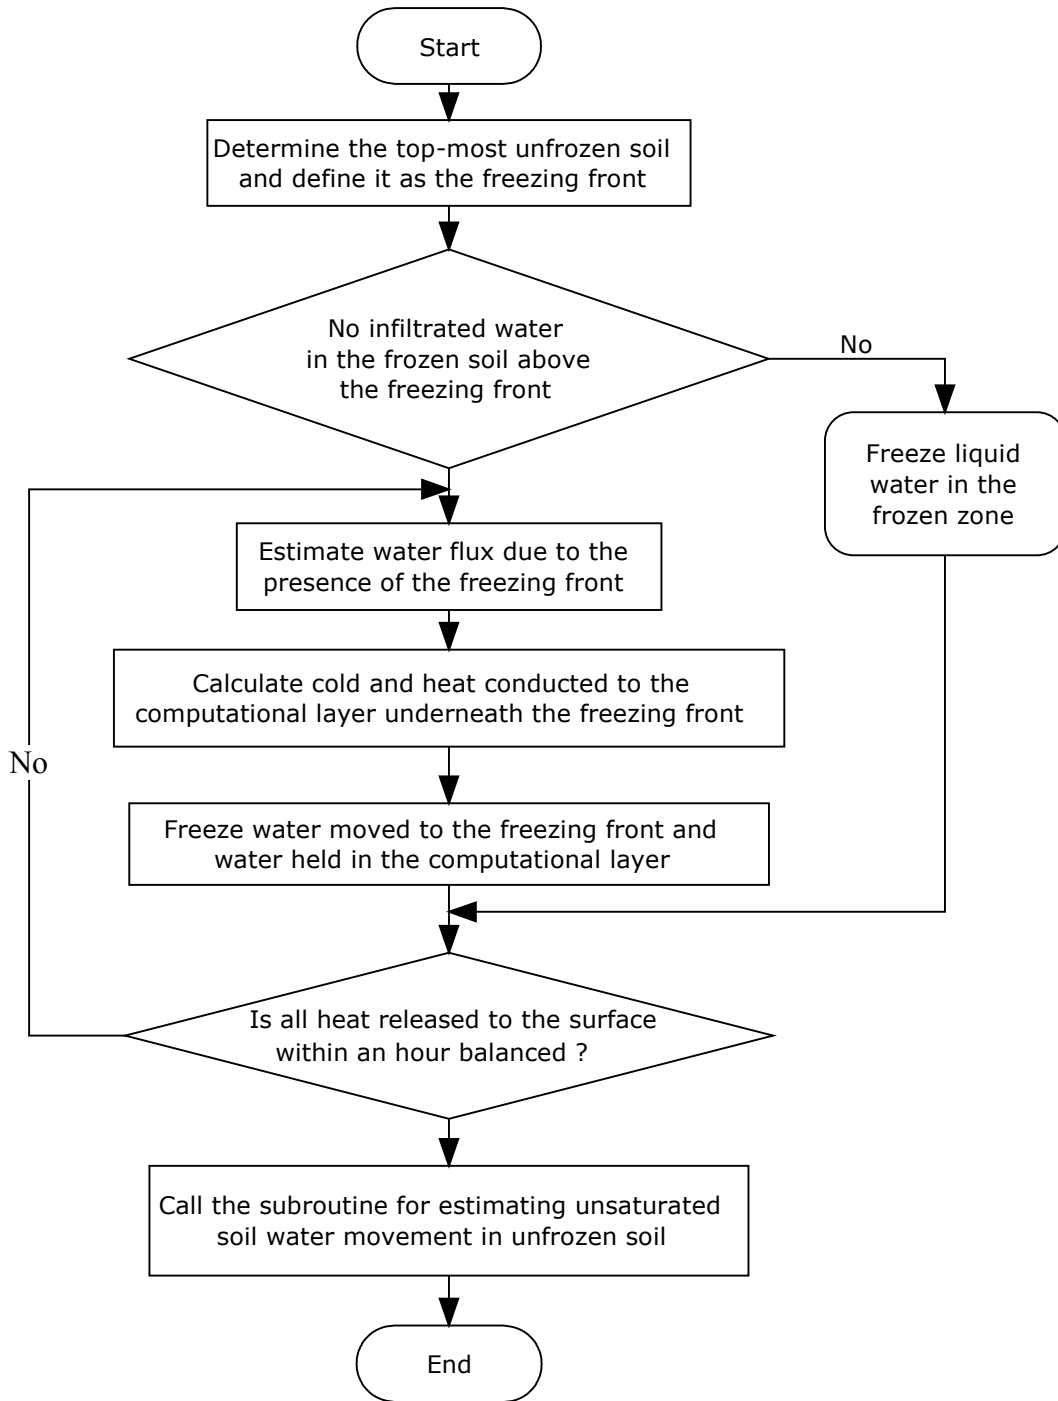 Start
Determine the top-most unfrozen soil
and define it as the freezing front
No infiltrated water
in the frozen soil above
the freezing front
No
Freeze liquid
water in the
frozen zone
Estimate water flux due to the
presence of the freezing front
Calculate cold and heat conducted to the
computational layer underneath the freezing front
No
Freeze water moved to the freezing front and
water held in the computational layer
Is all heat released to the surface
within an hour balanced ?
Call the subroutine for estimating unsaturated
soil water movement in unfrozen soil
End